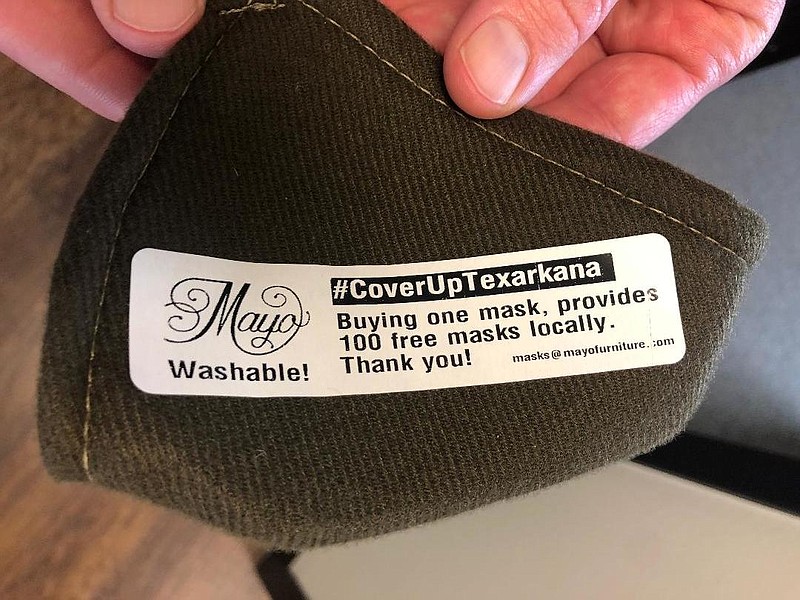 Mayo
Washable!
#CoverUpTexarkana
Buying one mask, provides
100 free masks locally.
Thank you!
masks@mayofurniture.com